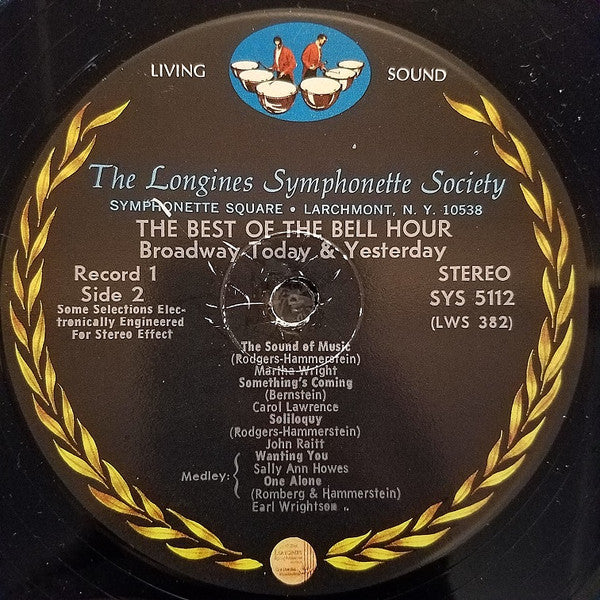 LIVING SOUND
The Longines Symphonette Society
SYMPHONETTE SQUARE • LARCHMONT, N. Y. 10538
THE BEST OF THE BELL HOUR
Broadway Today & Yesterday
Record 1
Side 2
Some Selections Elec-
tronically Engineered
For Stereo Effect
STEREO
SYS 5112
(LWS 382)
The Sound of Music
(Rodgers-Hammerstein)
Martha Wright
Something's Coming
(Bernstein)
Carol Lawrence
Soliloquy
(Rodgers-Hammerstein)
John Raitt
Medley:
Wanting You
Sally Ann Howes
One Alone
(Romberg & Hammerstein)
Earl Wrightson
LONGINES